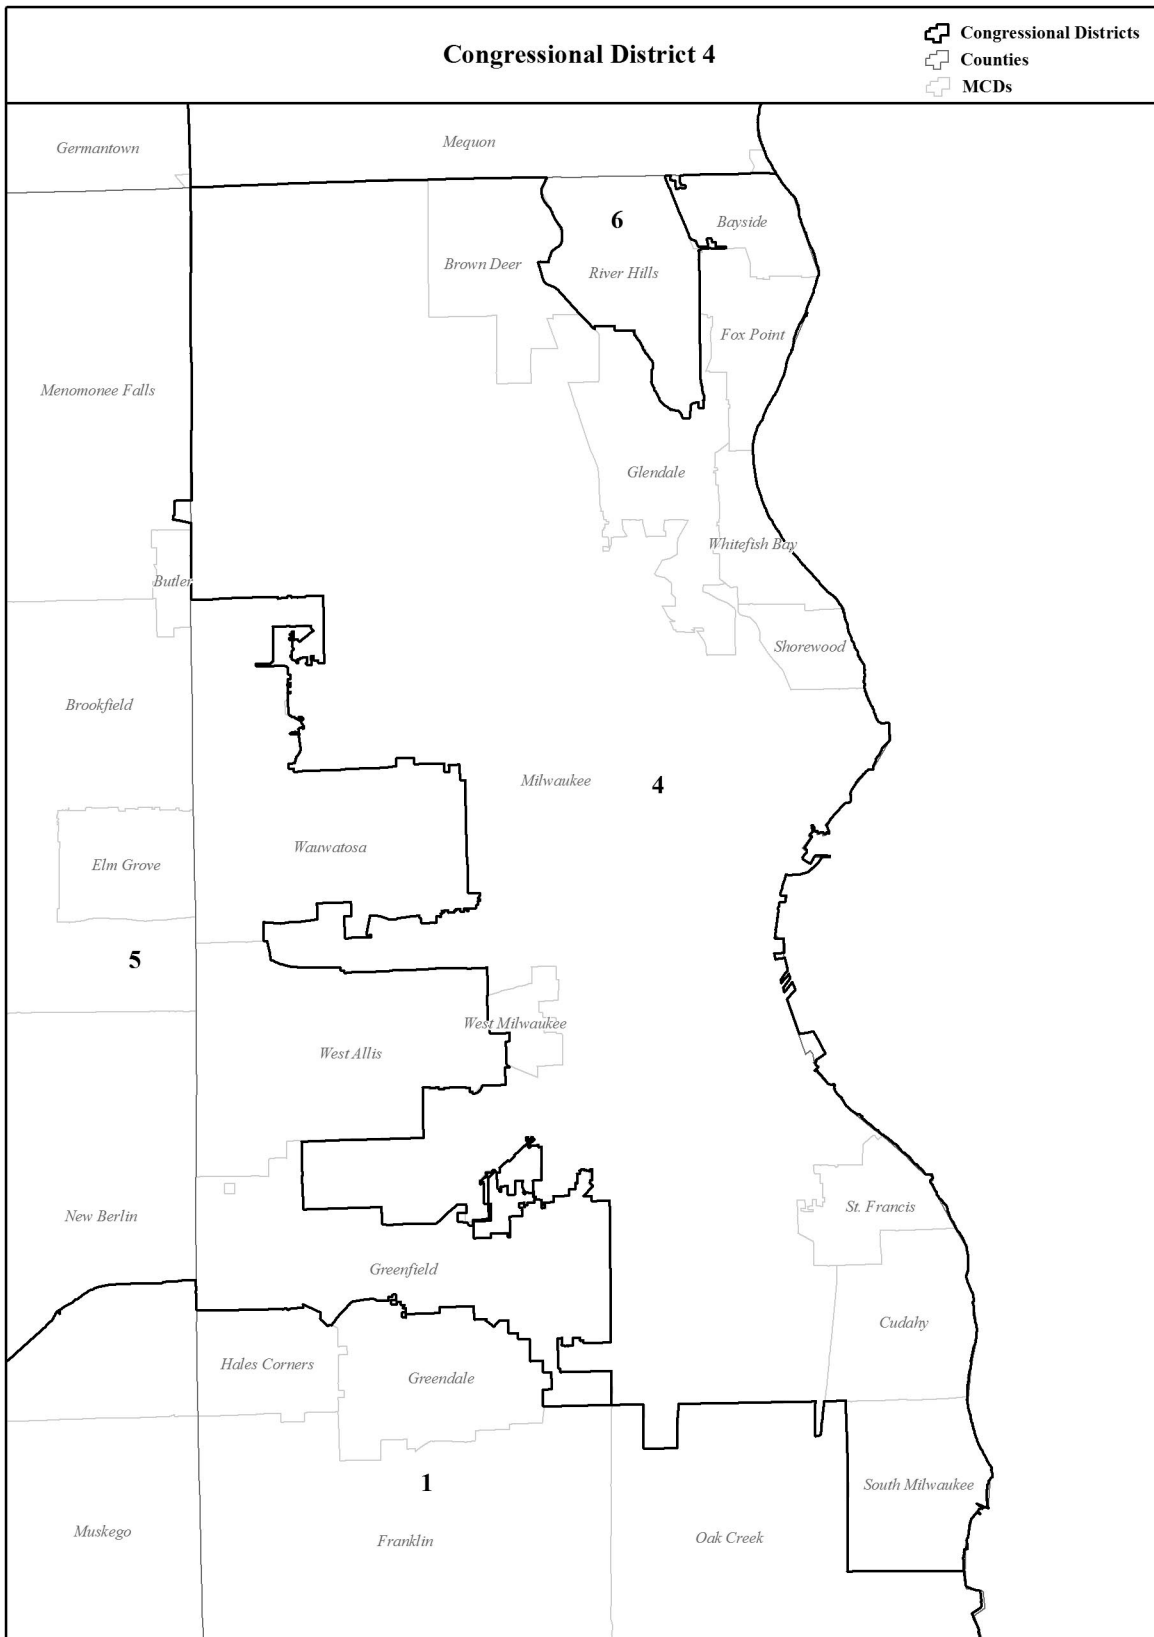 Congressional District 4
Congressional Districts
Counties
MCDs
Germantown
Mequon
6
Bayside
Brown Deer
River Hills
Fox Point
Menomonee Falls
Glendale
Whitefish Bay
Butler
Shorewood
Brookfield
Milwaukee
4
Wauwatosa
Elm Grove
5
West Milwaukee
West Allis
St. Francis
New Berlin
Greenfield
Cudahy
Hales Corners
Greendale
1
South Milwaukee
Muskego
Franklin
Oak Creek